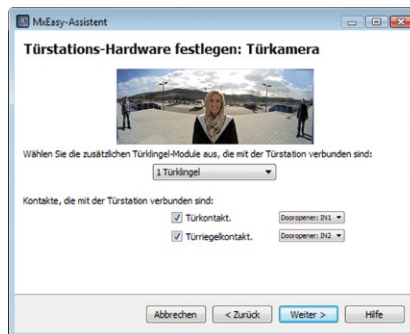 MxEasy-Assistent
Türstations-Hardware festlegen: Türkamera
Wählen Sie die zusätzlichen Türklingel-Module aus, die mit der Türstation verbunden sind:
1 Türklingel
Kontakte, die mit der Türstation verbunden sind:
Türkontakt. Dooropener: IN1
Türriegelkontakt. Dooropener: IN2
Abbrechen < Zurück Weiter > Hilfe